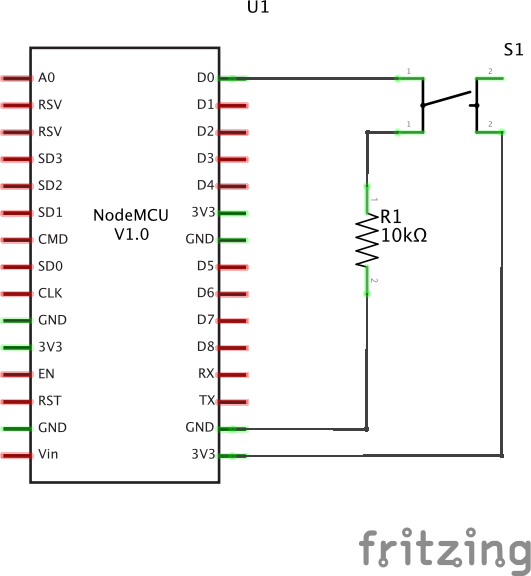 U1
S1
A0
RSV
RSV
SD3
SD2
SD1
CMD
SD0
CLK
GND
3V3
EN
RST
GND
Vin
NodeMCU
V1.0
D0
D1
D2
D3
D4
3V3
GND
D5
D6
D7
D8
RX
TX
GND
3V3
1 2
1 2
1
R1
10kΩ
2
fritzing